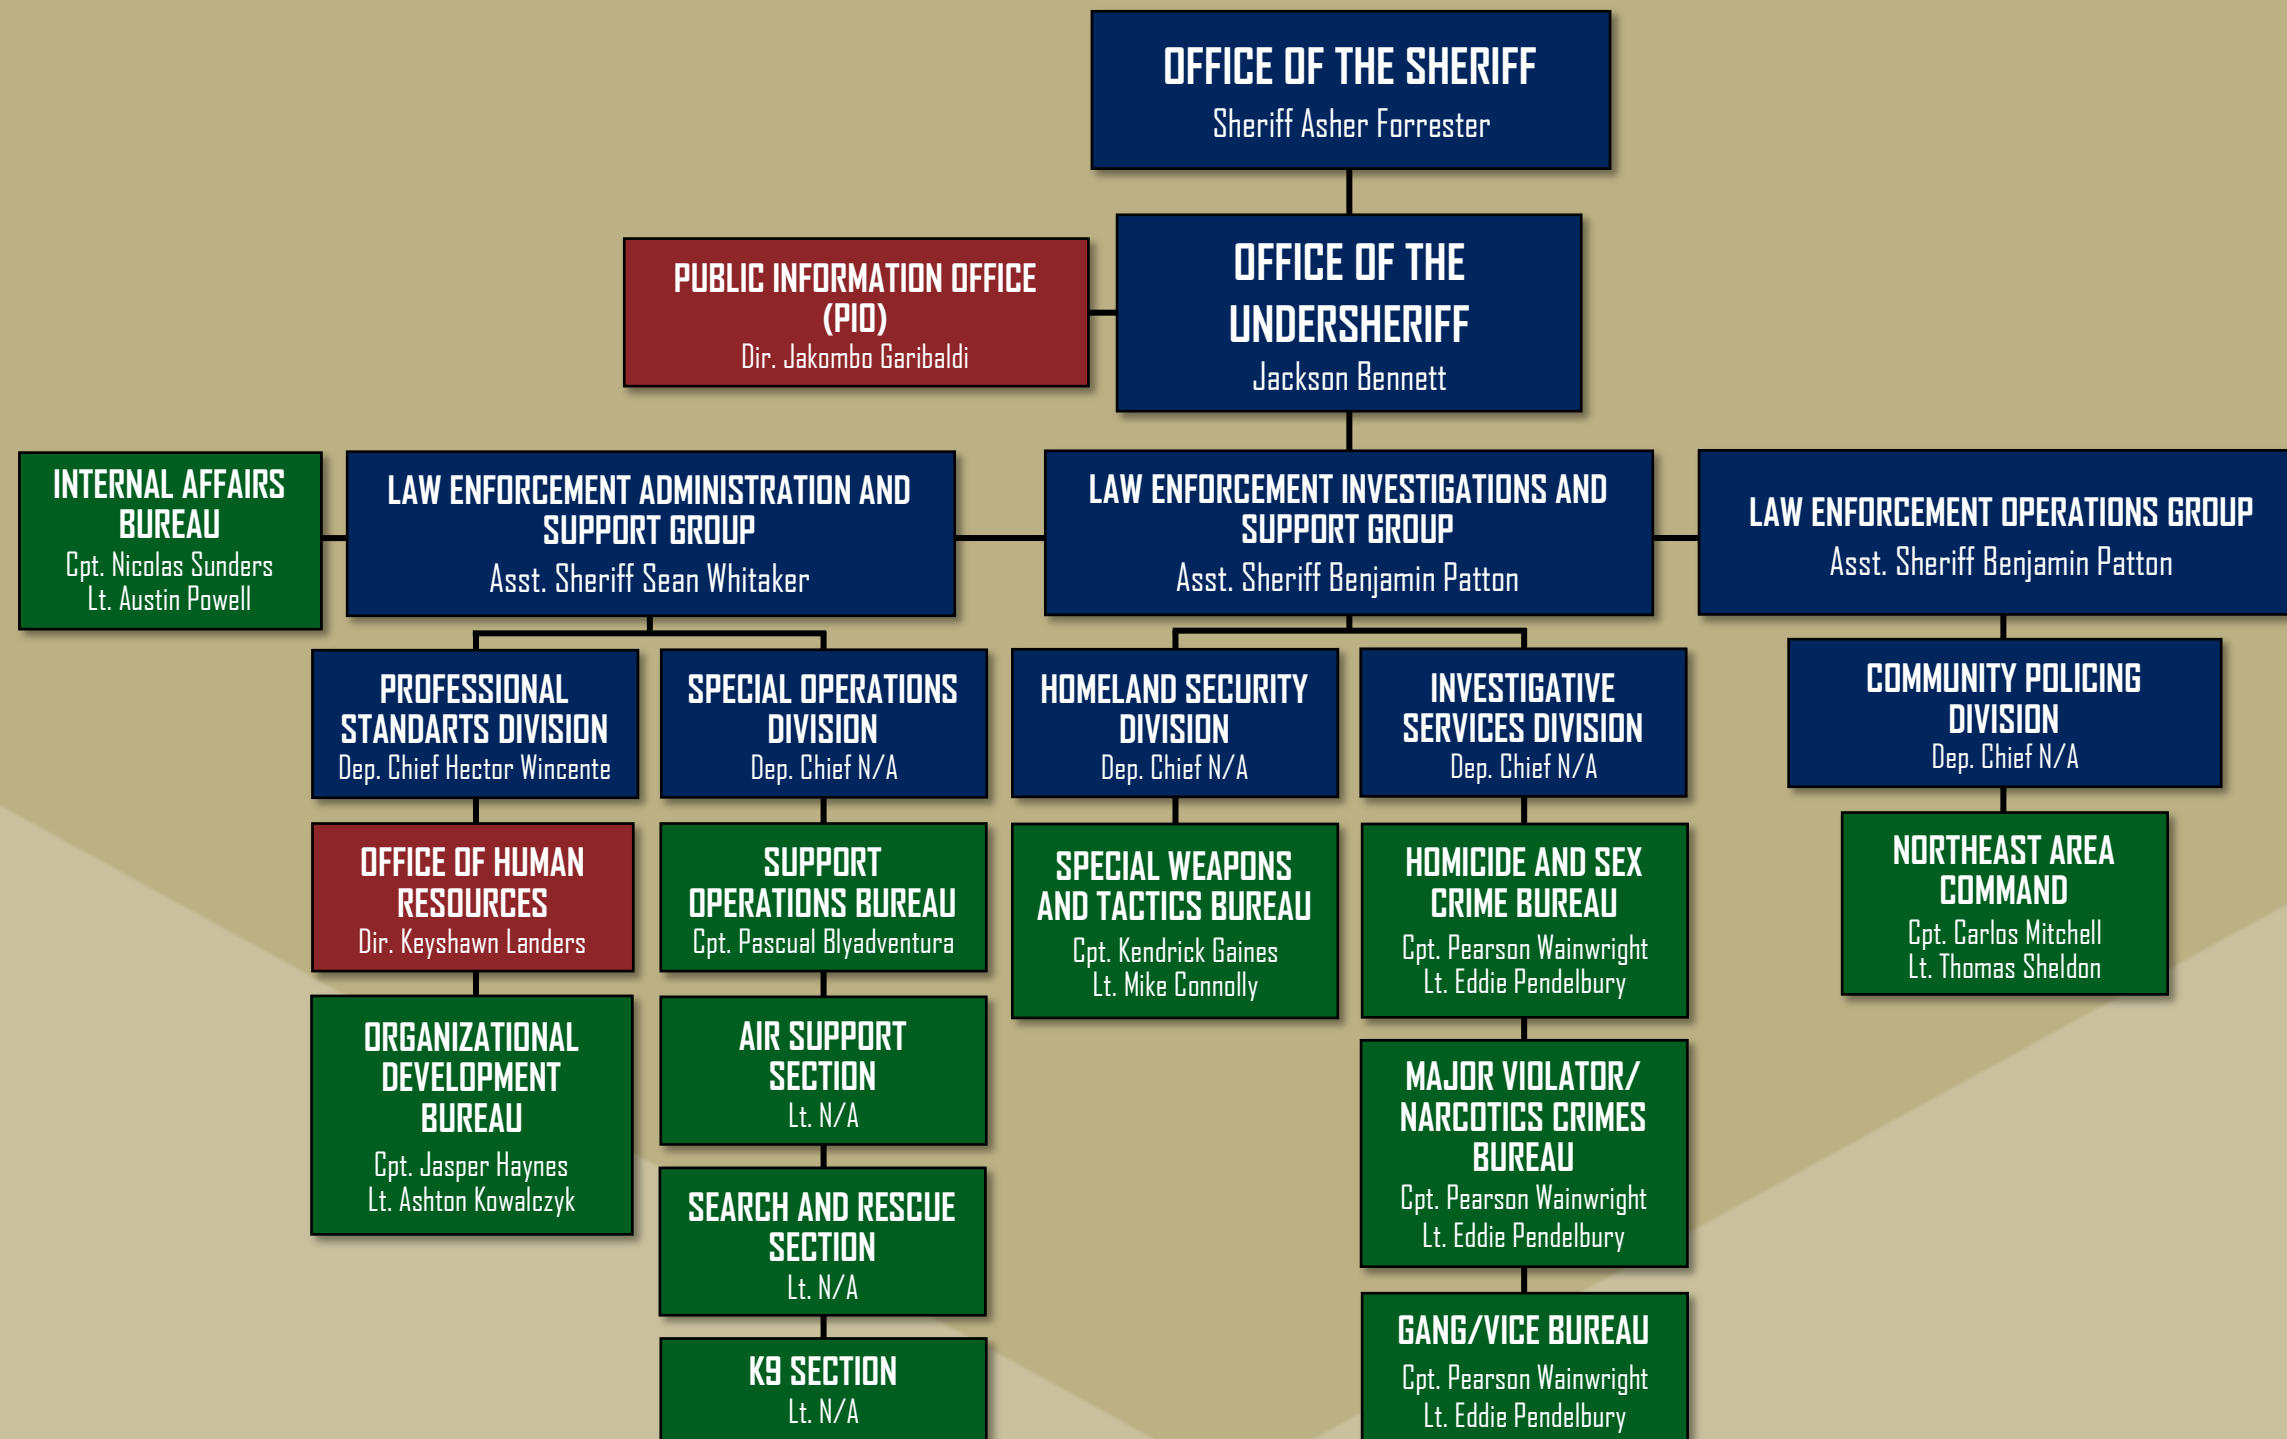 OFFICE OF THE SHERIFF
Sheriff Asher Forrester
PUBLIC INFORMATION OFFICE
(PIO)
Dir. Jakombo Garibaldi
OFFICE OF THE
UNDERSHERIFF
Jackson Bennett
INTERNAL AFFAIRS
BUREAU
Cpt. Nicolas Sunders
Lt. Austin Powell
LAW ENFORCEMENT ADMINISTRATION AND
SUPPORT GROUP
Asst. Sheriff Sean Whitaker
LAW ENFORCEMENT INVESTIGATIONS AND
SUPPORT GROUP
Asst. Sheriff Benjamin Patton
LAW ENFORCEMENT OPERATIONS GROUP
Asst. Sheriff Benjamin Patton
PROFESSIONAL
STANDARTS DIVISION
Dep. Chief Hector Wincente
SPECIAL OPERATIONS
DIVISION
Dep. Chief N/A
HOMELAND SECURITY
DIVISION
Dep. Chief N/A
INVESTIGATIVE
SERVICES DIVISION
Dep. Chief N/A
COMMUNITY POLICING
DIVISION
Dep. Chief N/A
OFFICE OF HUMAN
RESOURCES
Dir. Keyshawn Landers
SUPPORT
OPERATIONS BUREAU
Cpt. Pascual Blyadventura
SPECIAL WEAPONS
AND TACTICS BUREAU
Cpt. Kendrick Gaines
Lt. Mike Connolly
HOMICIDE AND SEX
CRIME BUREAU
Cpt. Pearson Wainwright
Lt. Eddie Pendelbury
NORTHEAST AREA
COMMAND
Cpt. Carlos Mitchell
Lt. Thomas Sheldon
ORGANIZATIONAL
DEVELOPMENT
BUREAU
Cpt. Jasper Haynes
Lt. Ashton Kowalczyk
AIR SUPPORT
SECTION
Lt. N/A
MAJOR VIOLATOR/
NARCOTICS CRIMES
BUREAU
Cpt. Pearson Wainwright
Lt. Eddie Pendelbury
SEARCH AND RESCUE
SECTION
Lt. N/A
GANG/VICE BUREAU
Cpt. Pearson Wainwright
Lt. Eddie Pendelbury
K9 SECTION
Lt. N/A